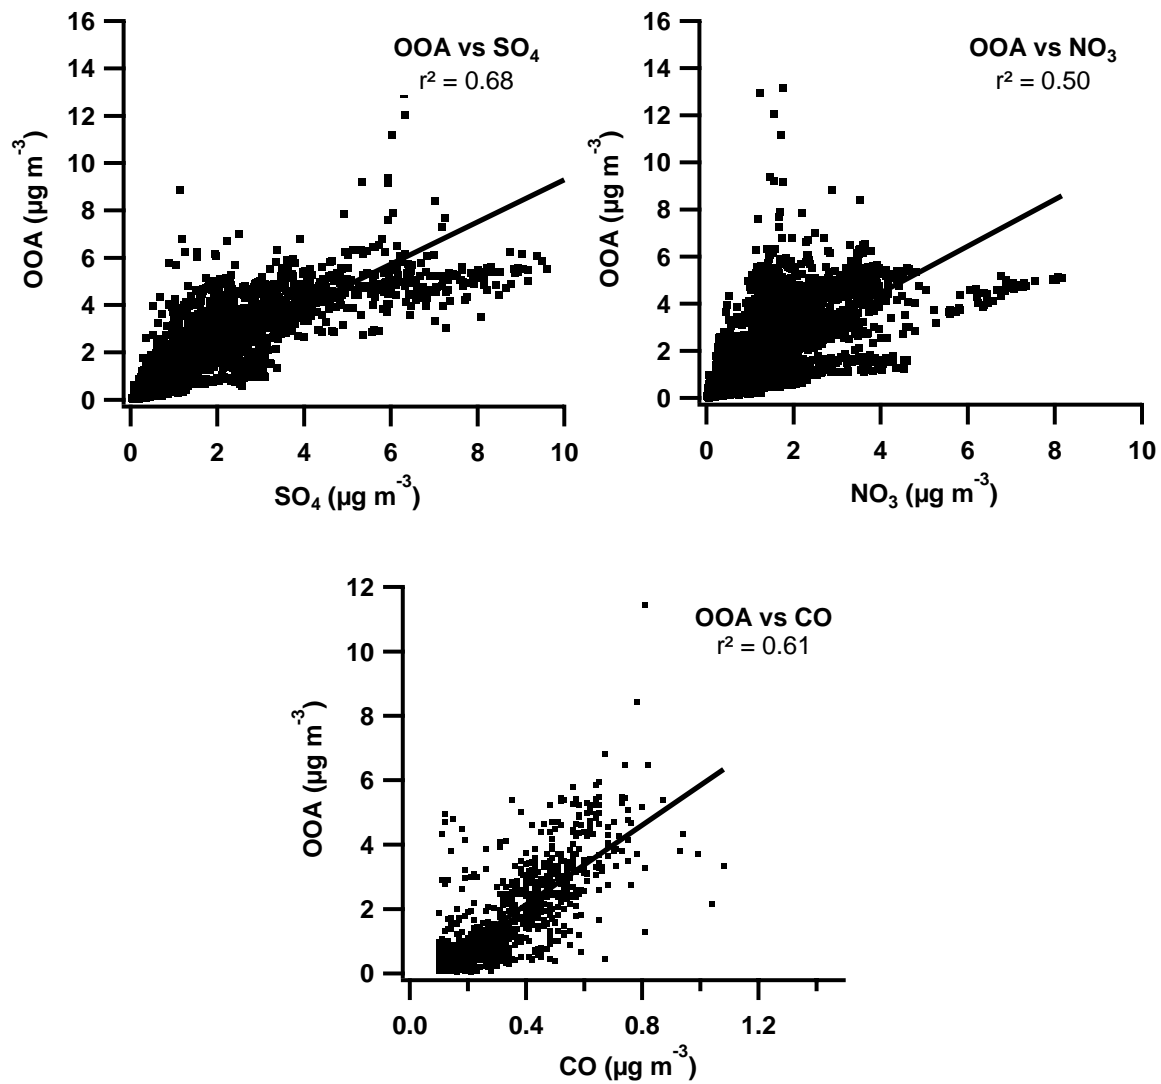 16
14
12
10
8
6
4
2
0
OOA (µg m⁻³)
OOA vs SO₄
r² = 0.68
0 2 4 6 8 10
SO₄ (µg m⁻³)
16
14
12
10
8
6
4
2
0
OOA (µg m⁻³)
OOA vs NO₃
r² = 0.50
0 2 4 6 8 10
NO₃ (µg m⁻³)
12
10
8
6
4
2
0
OOA (µg m⁻³)
OOA vs CO
r² = 0.61
0.0 0.4 0.8 1.2
CO (µg m⁻³)